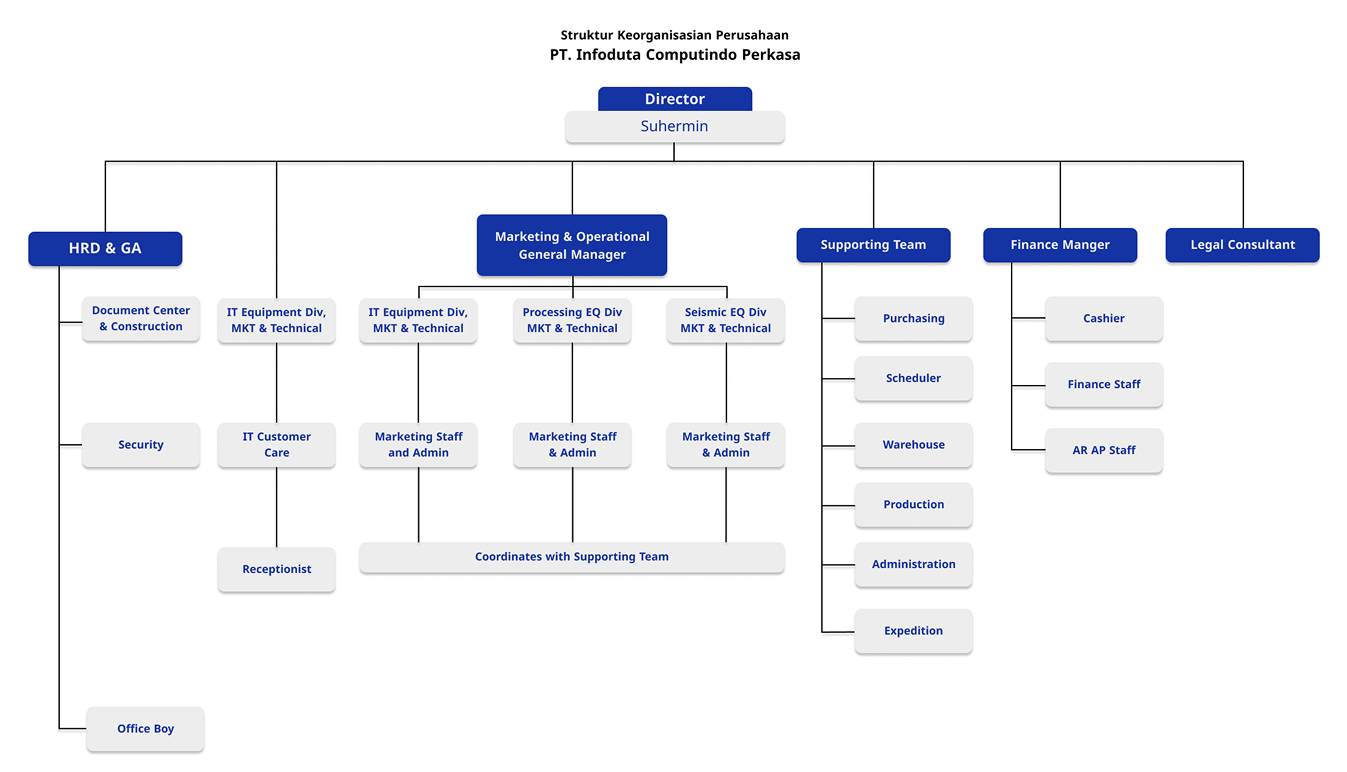 Struktur Keorganisasian Perusahaan
PT. Infoduta Computindo Perkasa
Director
Suhermin
HRD & GA
Marketing & Operational
General Manager
Supporting Team
Finance Manger
Legal Consultant
Document Center
& Construction
IT Equipment Div,
MKT & Technical
IT Equipment Div,
MKT & Technical
Processing EQ Div
MKT & Technical
Seismic EQ Div
MKT & Technical
Purchasing
Cashier
Scheduler
Finance Staff
Security
IT Customer
Care
Marketing Staff
and Admin
Marketing Staff
& Admin
Marketing Staff
& Admin
Warehouse
AR AP Staff
Production
Receptionist
Coordinates with Supporting Team
Administration
Expedition
Office Boy